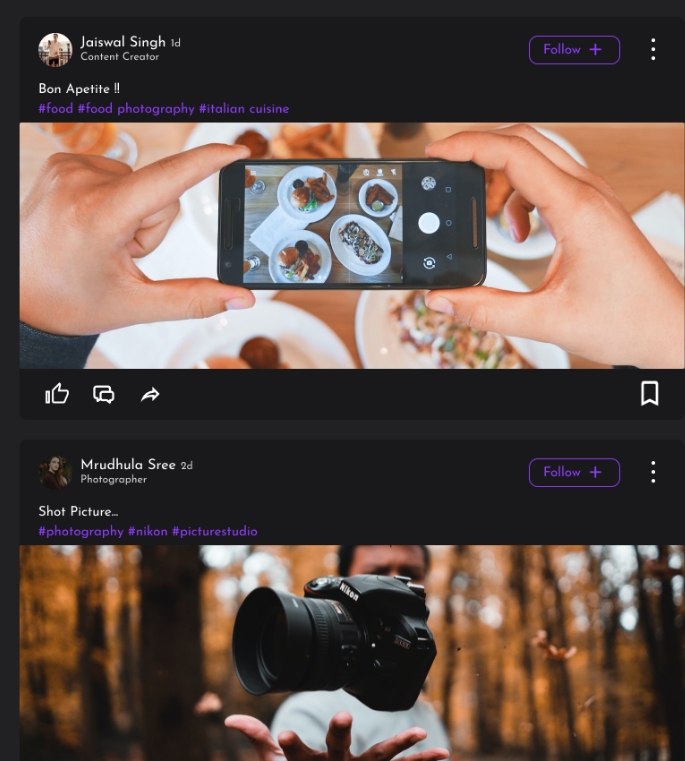 Jaiswal Singh 1d
Content Creator
Follow +
Bon Apetite !!
#food #food photography #italian cuisine
Mrudhula Sree 2d
Photographer
Follow +
Shot Picture...
#photography #nikon #picturestudio
Nikon